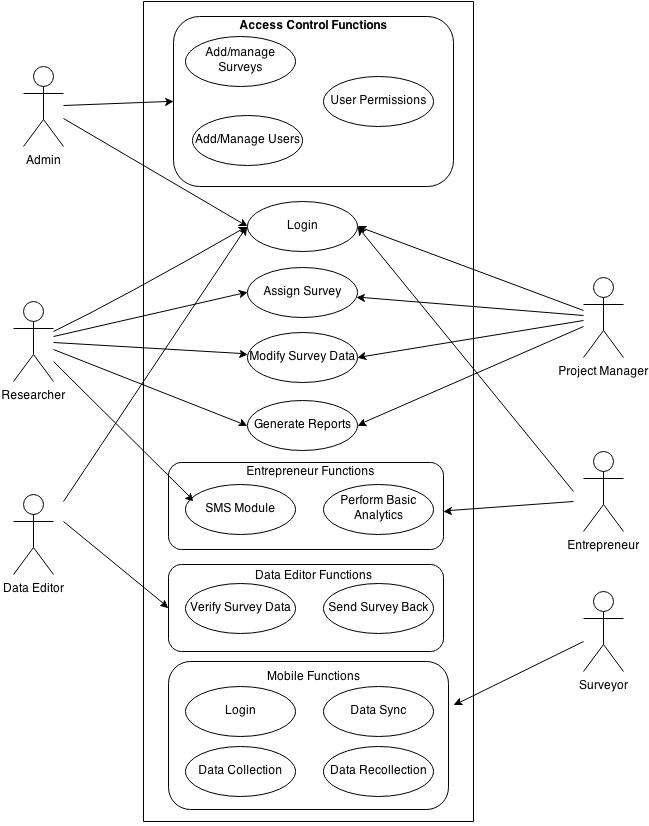 Access Control Functions
Add/manage
Surveys
User Permissions
Add/Manage Users
Admin
Login
Assign Survey
Project Manager
Modify Survey Data
Researcher
Generate Reports
Entrepreneur Functions
SMS Module
Perform Basic
Analytics
Entrepreneur
Data Editor
Data Editor Functions
Verify Survey Data
Send Survey Back
Mobile Functions
Surveyor
Login
Data Sync
Data Collection
Data Recollection